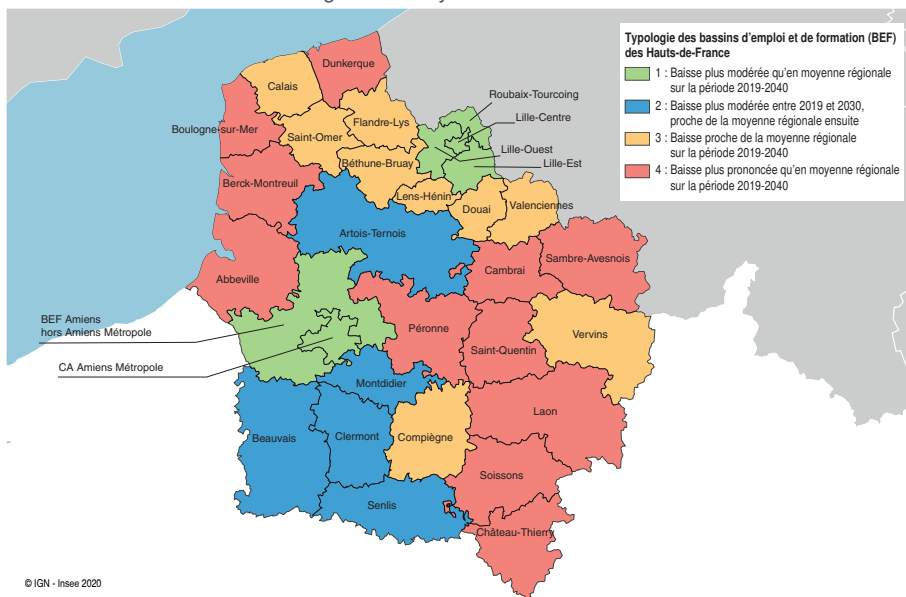 Typologie des bassins d'emploi et de formation (BEF)
des Hauts-de-France
1 : Baisse plus modérée qu'en moyenne régionale
sur la période 2019-2040
2 : Baisse plus modérée entre 2019 et 2030,
proche de la moyenne régionale ensuite
3 : Baisse proche de la moyenne régionale
sur la période 2019-2040
4 : Baisse plus prononcée qu'en moyenne régionale
sur la période 2019-2040
Dunkerque
Calais
Roubaix-Tourcoing
Lille-Centre
Boulogne-sur-Mer
Flandre-Lys
Saint-Omer
Lille-Ouest
Béthune-Bruay
Lille-Est
Berck-Montreuil
Lens-Hénin
Douai
Valenciennes
Artois-Ternois
Sambre-Avesnois
Cambrai
Abbeville
BEF Amiens
hors Amiens Métropole
Péronne
Vervins
Saint-Quentin
CA Amiens Métropole
Montdidier
Laon
Beauvais
Clermont
Compiègne
Soissons
Senlis
Château-Thierry
© IGN - Insee 2020